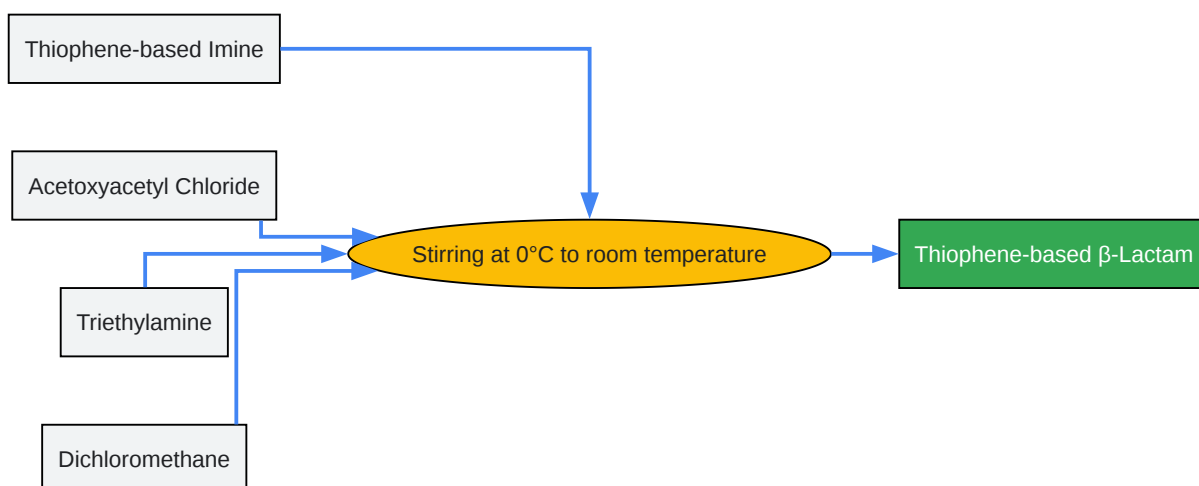 Thiophene-based Imine
Acetoxyacetyl Chloride
Stirring at 0°C to room temperature
Thiophene-based β-Lactam
Triethylamine
Dichloromethane